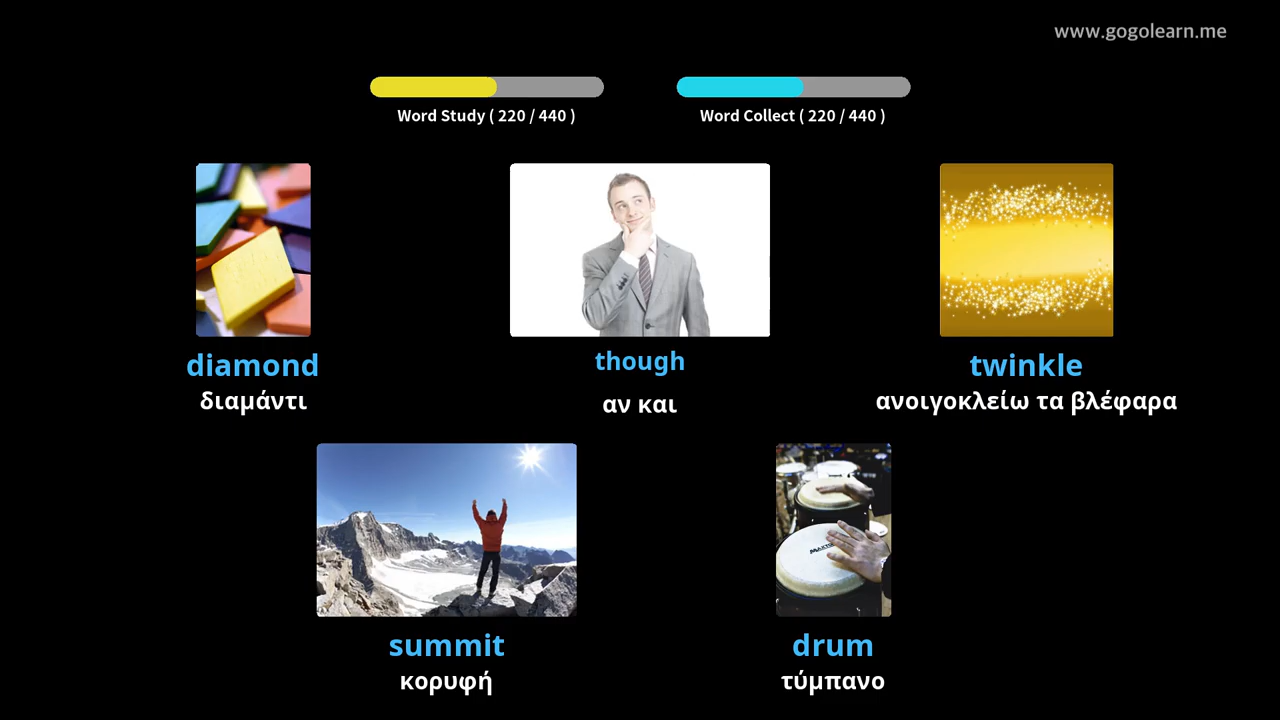 www.gogolearn.me
Word Study ( 220 / 440 )
Word Collect ( 220 / 440 )
diamond
διαμάντι
though
αν και
twinkle
ανοιγοκλείω τα βλέφαρα
summit
κορυφή
drum
τύμπανο